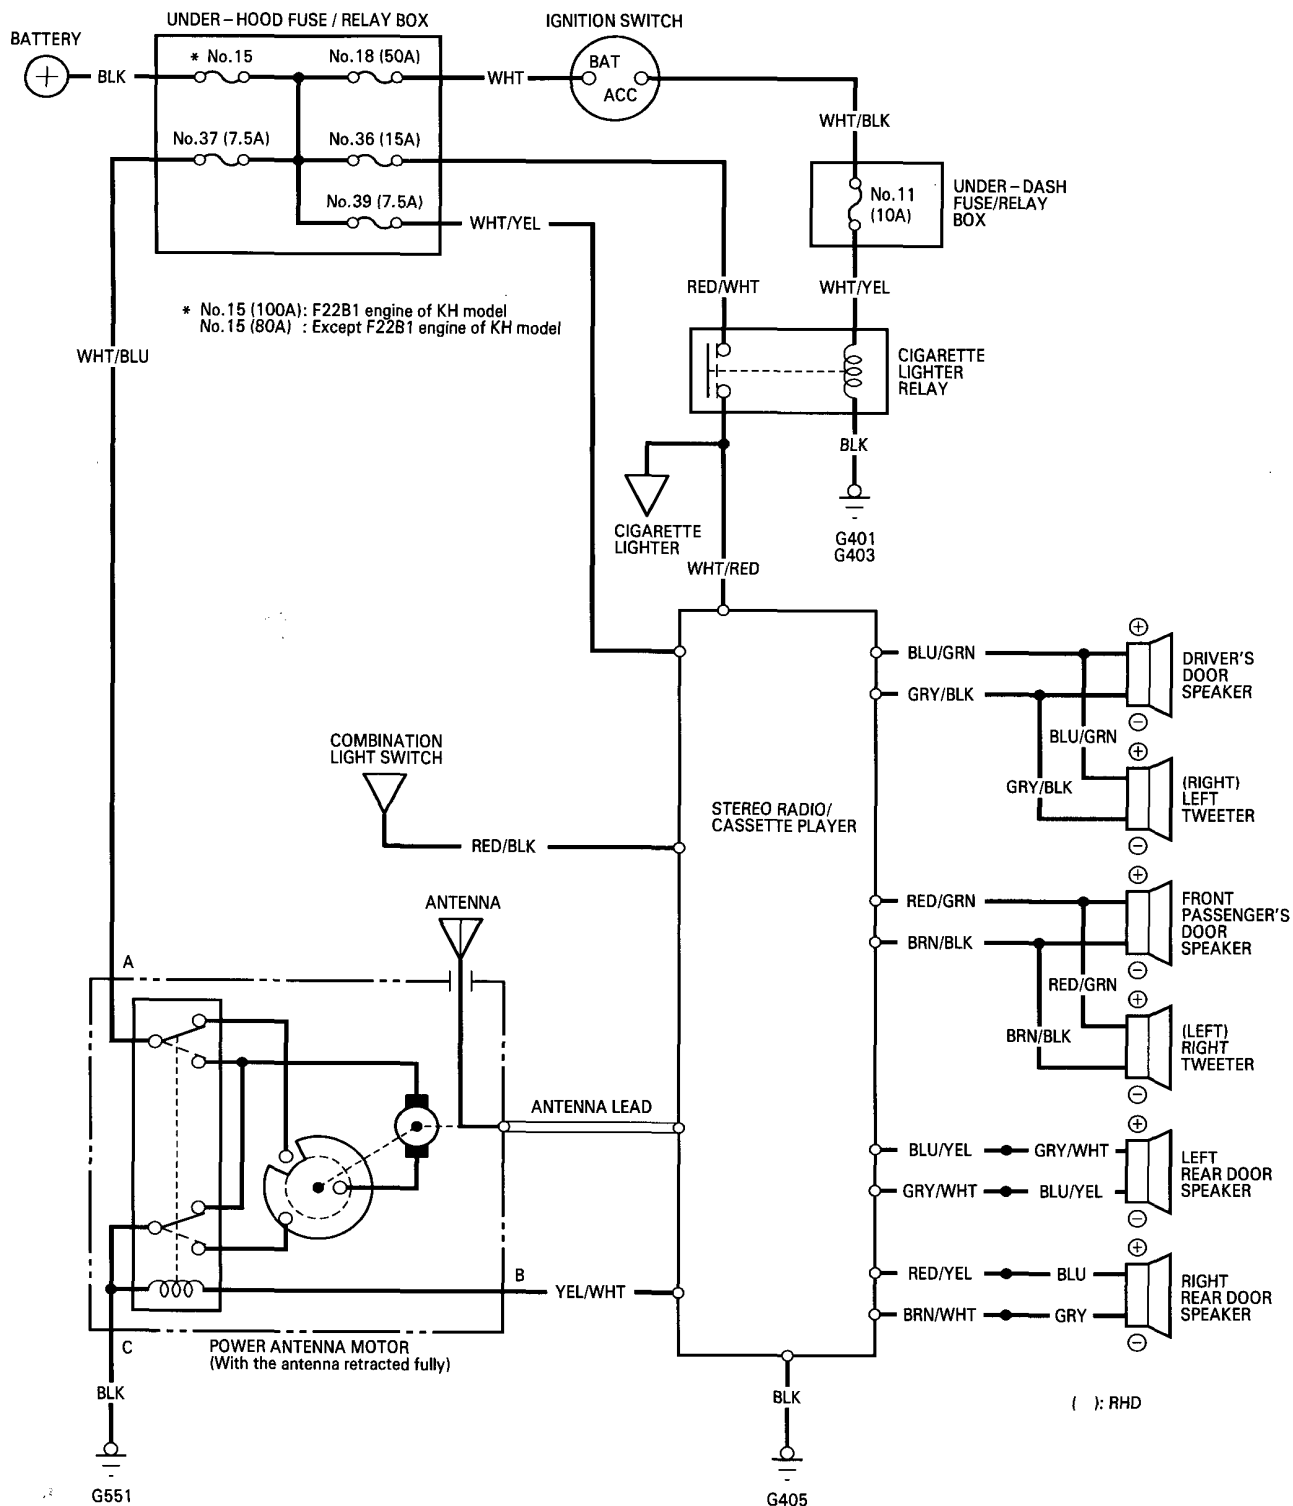 UNDER-HOOD FUSE / RELAY BOX
IGNITION SWITCH
BATTERY
+
BLK
* No.15
No.18 (50A)
WHT
BAT
ACC
No.37 (7.5A)
No.36 (15A)
WHT/BLK
No.39 (7.5A)
WHT/YEL
No.11
(10A)
UNDER-DASH
FUSE/RELAY
BOX
RED/WHT
WHT/YEL
* No.15 (100A): F22B1 engine of KH model
No.15 (80A) : Except F22B1 engine of KH model
WHT/BLU
CIGARETTE
LIGHTER
RELAY
BLK
CIGARETTE
LIGHTER
G401
G403
WHT/RED
BLU/GRN
GRY/BLK
+
DRIVER'S
DOOR
SPEAKER
−
BLU/GRN
GRY/BLK
+
(RIGHT)
LEFT
TWEETER
−
COMBINATION
LIGHT SWITCH
STEREO RADIO/
CASSETTE PLAYER
RED/BLK
ANTENNA
RED/GRN
BRN/BLK
+
FRONT
PASSENGER'S
DOOR
SPEAKER
−
RED/GRN
BRN/BLK
+
(LEFT)
RIGHT
TWEETER
−
A
ANTENNA LEAD
BLU/YEL
GRY/WHT
GRY/WHT
BLU/YEL
+
LEFT
REAR DOOR
SPEAKER
−
B
YEL/WHT
RED/YEL
BLU
BRN/WHT
GRY
+
RIGHT
REAR DOOR
SPEAKER
−
C
POWER ANTENNA MOTOR
(With the antenna retracted fully)
BLK
BLK
( ): RHD
G551
G405